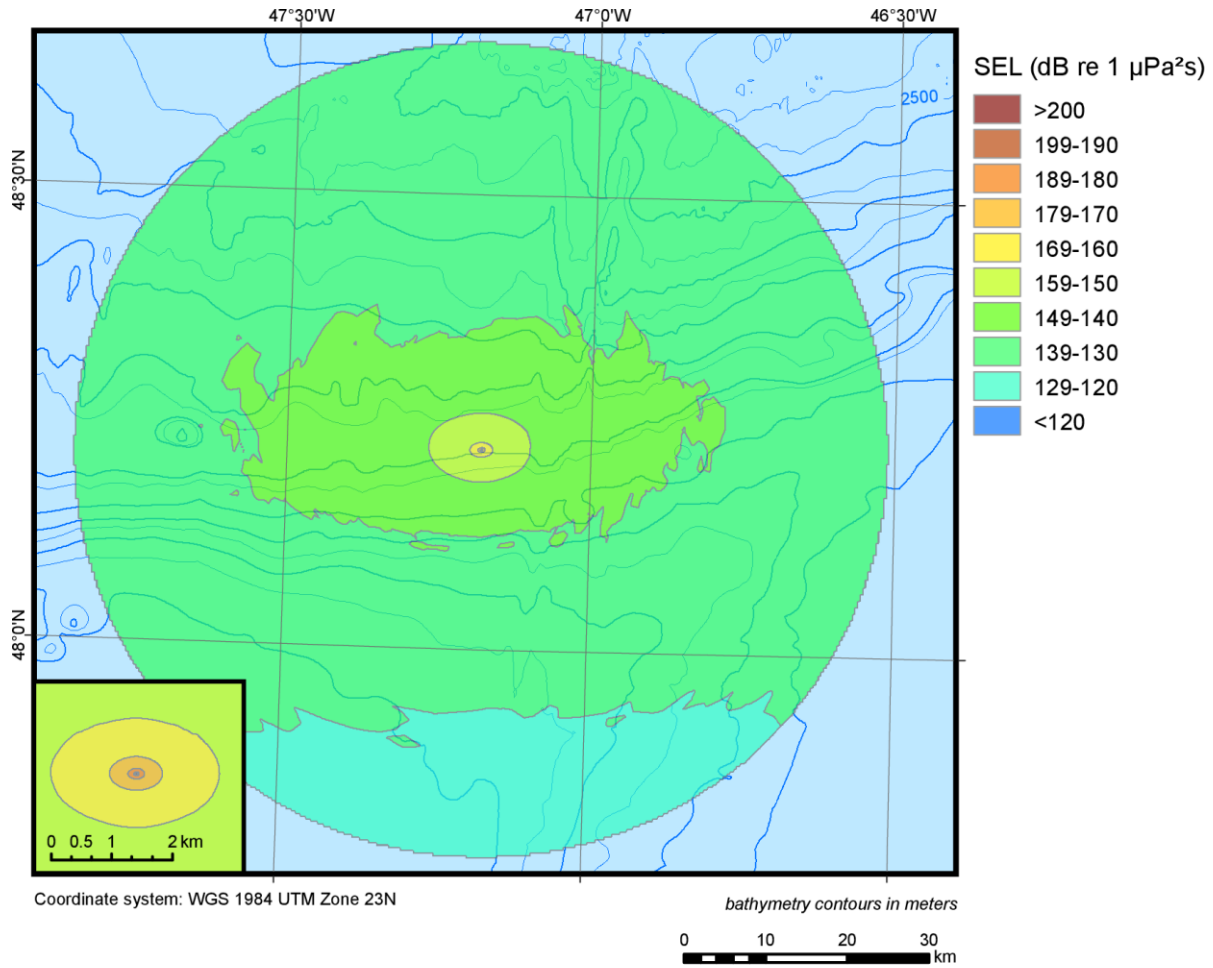 47°30'W 47°0'W 46°30'W
SEL (dB re 1 µPa²s)
>200
199-190
189-180
179-170
169-160
159-150
149-140
139-130
129-120
<120
2500
48°30'N
48°0'N
0 0.5 1 2 km
Coordinate system: WGS 1984 UTM Zone 23N
bathymetry contours in meters
0 10 20 30
km